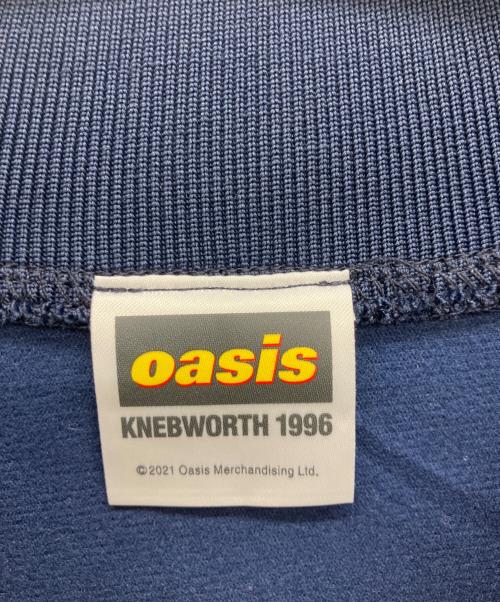 oasis
KNEBWORTH 1996
©2021 Oasis Merchandising Ltd.